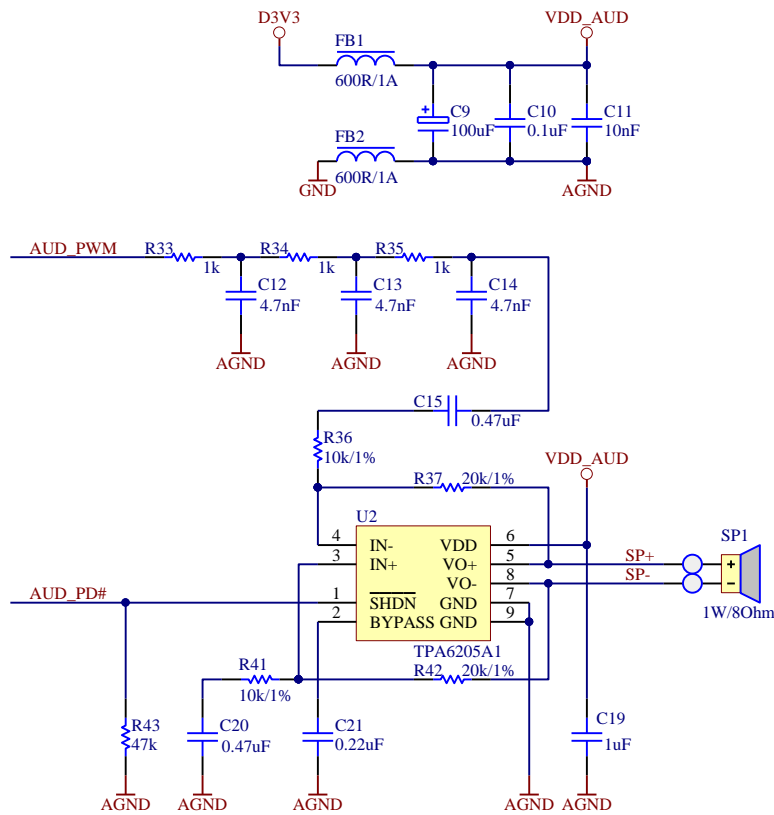 D3V3
VDD_AUD
FB1
600R/1A
C9
100uF
C10
0.1uF
C11
10nF
FB2
600R/1A
GND
AGND
AUD_PWM
R33
1k
R34
1k
R35
1k
C12
4.7nF
C13
4.7nF
C14
4.7nF
AGND
AGND
AGND
C15
0.47uF
R36
10k/1%
R37
20k/1%
VDD_AUD
U2
4
IN-
VDD
6
3
IN+
VO+
5
VO-
8
1
SHDN
GND
7
2
BYPASS
GND
9
TPA6205A1
SP+
SP-
SP1
+
−
1W/8Ohm
AUD_PD#
R41
10k/1%
R42
20k/1%
R43
47k
C20
0.47uF
C21
0.22uF
C19
1uF
AGND
AGND
AGND
AGND
AGND